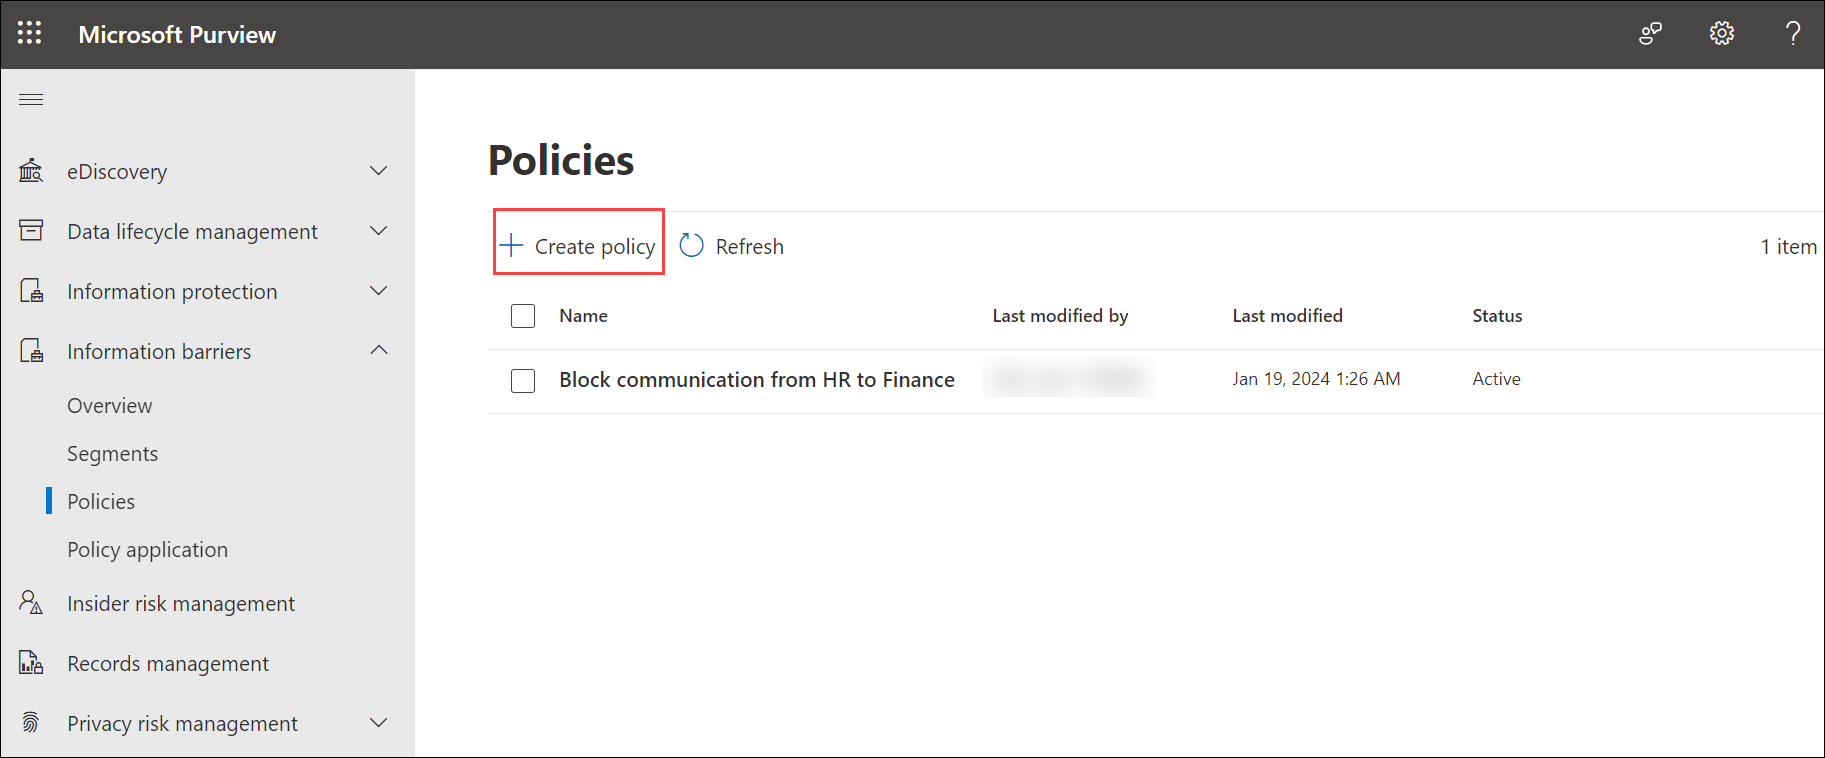 Microsoft Purview
?
eDiscovery
Data lifecycle management
Information protection
Information barriers
Overview
Segments
Policies
Policy application
Insider risk management
Records management
Privacy risk management
Policies
Create policy
Refresh
1 item
Name
Last modified by
Last modified
Status
Block communication from HR to Finance
Jan 19, 2024 1:26 AM
Active